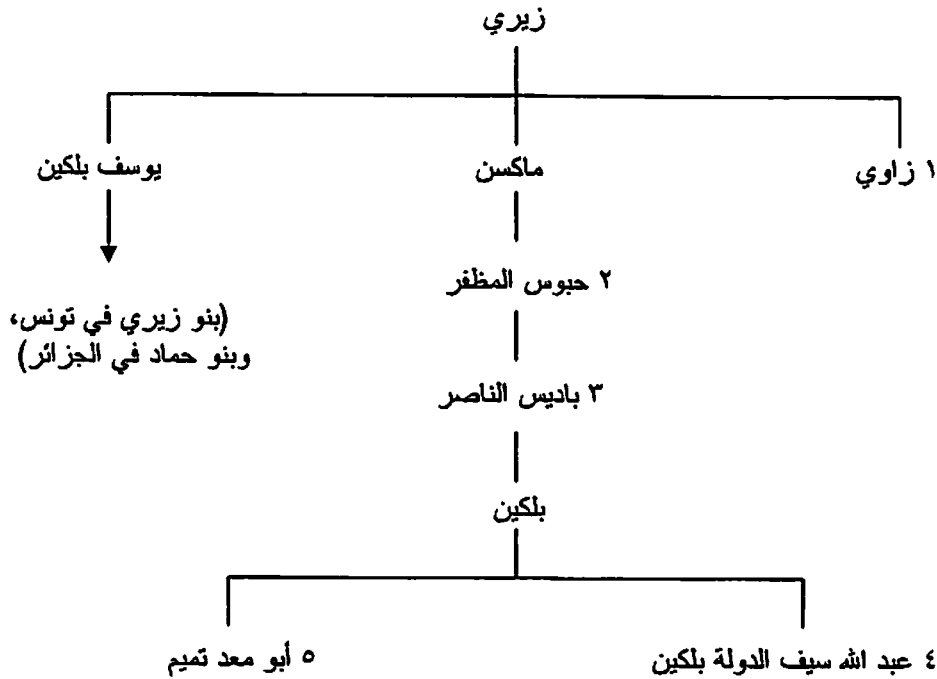 زيري
١ زاوي
ماكسن
يوسف بلكين
٢ حبوس المظفر
(بنو زيري في تونس،
وبنو حماد في الجزائر)
٣ باديس الناصر
بلكين
٤ عبد الله سيف الدولة بلكين
٥ أبو معد تميم